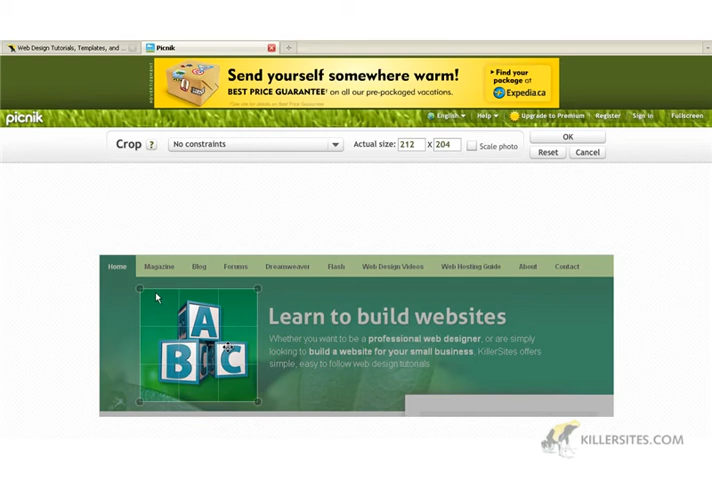 Web Design Tutorials, Templates, and ...
Picnik
ADVERTISEMENT
Send yourself somewhere warm!
BEST PRICE GUARANTEE† on all our pre-packaged vacations.
Find your
package at
Expedia.ca
picnik
English Help Upgrade to Premium Register Sign in Fullscreen
Crop ? No constraints Actual size: 212 X 204 Scale photo OK
Reset Cancel
Home Magazine Blog Forums Dreamweaver Flash Web Design Videos Web Hosting Guide About Contact
A
B C
Learn to build websites
Whether you want to be a professional web designer, or are simply
looking to build a website for your small business, KillerSites offers
simple, easy to follow web design tutorials.
KILLERSITES.COM